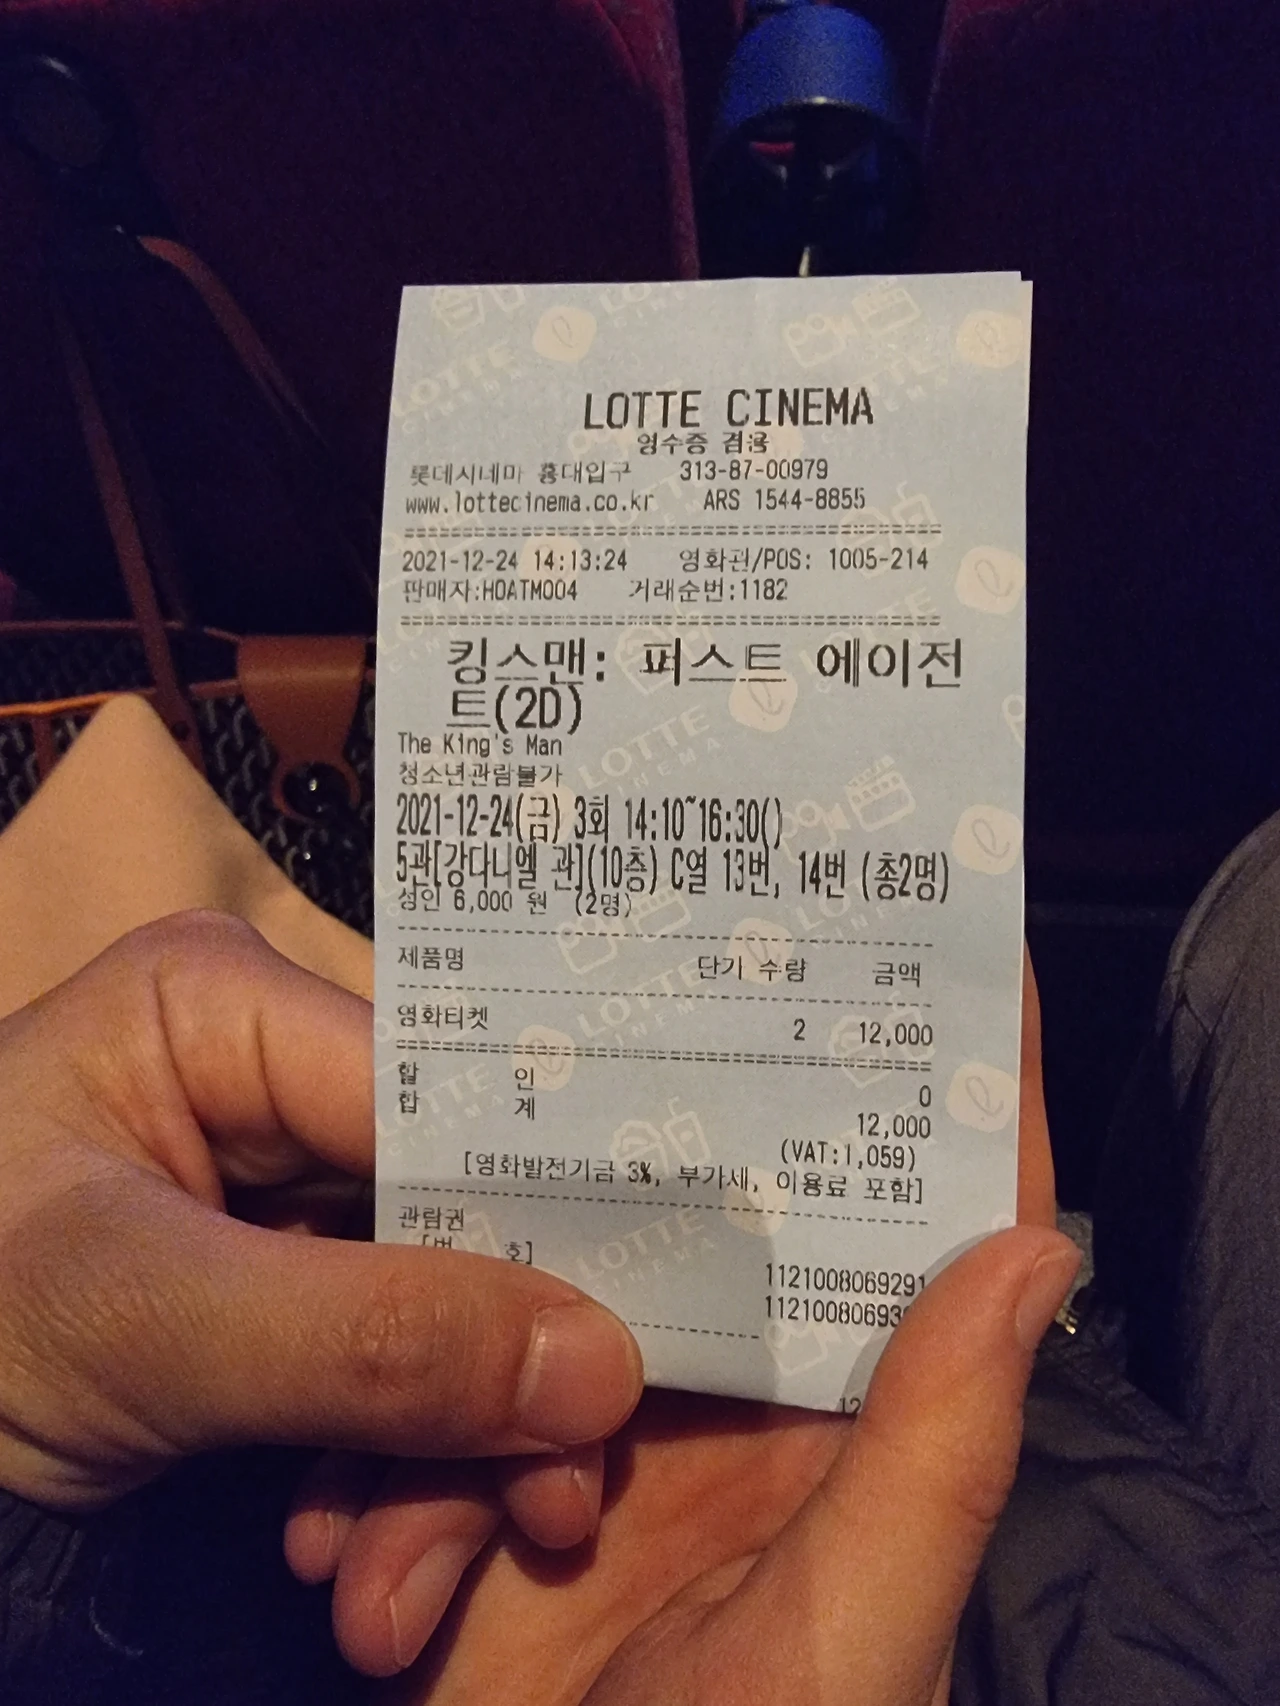 LOTTE CINEMA
영수증 겸용
롯데시네마 홍대입구 313-87-00979
www.lottecinema.co.kr ARS 1544-8855
2021-12-24 14:13:24 영화관/POS: 1005-214
판매자:HOATM004 거래순번:1182
킹스맨: 퍼스트 에이전
트(2D)
The King's Man
청소년관람불가
2021-12-24(금) 3회 14:10~16:30()
5관[강다니엘 관](10층) C열 13번, 14번 (총2명)
성인 6,000 원 (2명)
제품명 단가 수량 금액
영화티켓 2 12,000
할 인 0
합 계 12,000
(VAT:1,059)
[영화발전기금 3%, 부가세, 이용료 포함]
관람권
[번 호]
1121008069291